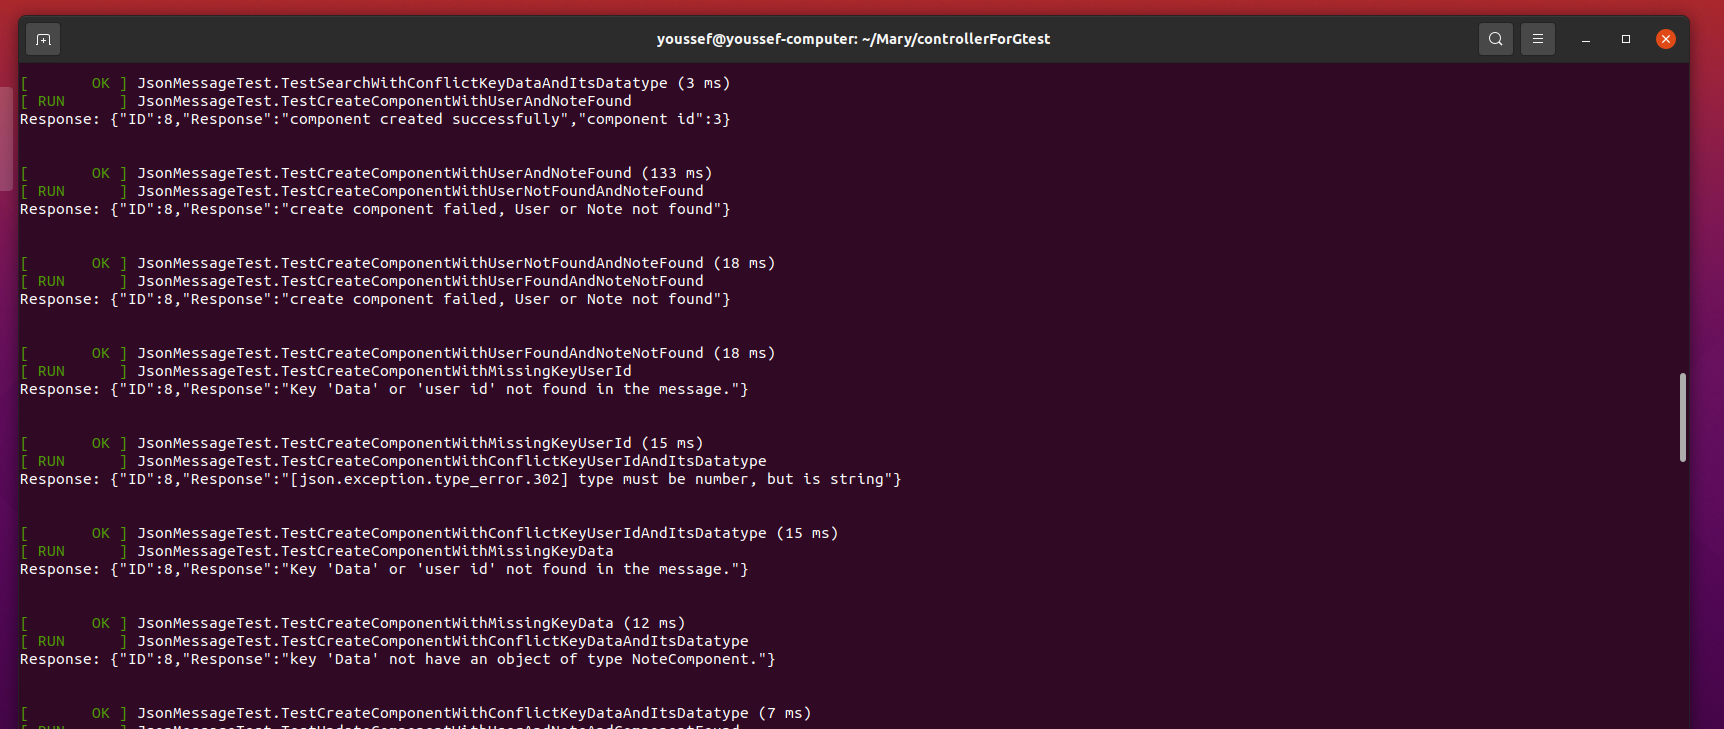 youssef@youssef-computer: ~/Mary/controllerForGtest
[       OK ] JsonMessageTest.TestSearchWithConflictKeyDataAndItsDatatype (3 ms)
[ RUN      ] JsonMessageTest.TestCreateComponentWithUserAndNoteFound
Response: {"ID":8,"Response":"component created successfully","component id":3}
[       OK ] JsonMessageTest.TestCreateComponentWithUserAndNoteFound (133 ms)
[ RUN      ] JsonMessageTest.TestCreateComponentWithUserNotFoundAndNoteFound
Response: {"ID":8,"Response":"create component failed, User or Note not found"}
[       OK ] JsonMessageTest.TestCreateComponentWithUserNotFoundAndNoteFound (18 ms)
[ RUN      ] JsonMessageTest.TestCreateComponentWithUserFoundAndNoteNotFound
Response: {"ID":8,"Response":"create component failed, User or Note not found"}
[       OK ] JsonMessageTest.TestCreateComponentWithUserFoundAndNoteNotFound (18 ms)
[ RUN      ] JsonMessageTest.TestCreateComponentWithMissingKeyUserId
Response: {"ID":8,"Response":"Key 'Data' or 'user id' not found in the message."}
[       OK ] JsonMessageTest.TestCreateComponentWithMissingKeyUserId (15 ms)
[ RUN      ] JsonMessageTest.TestCreateComponentWithConflictKeyUserIdAndItsDatatype
Response: {"ID":8,"Response":"[json.exception.type_error.302] type must be number, but is string"}
[       OK ] JsonMessageTest.TestCreateComponentWithConflictKeyUserIdAndItsDatatype (15 ms)
[ RUN      ] JsonMessageTest.TestCreateComponentWithMissingKeyData
Response: {"ID":8,"Response":"Key 'Data' or 'user id' not found in the message."}
[       OK ] JsonMessageTest.TestCreateComponentWithMissingKeyData (12 ms)
[ RUN      ] JsonMessageTest.TestCreateComponentWithConflictKeyDataAndItsDatatype
Response: {"ID":8,"Response":"key 'Data' not have an object of type NoteComponent."}
[       OK ] JsonMessageTest.TestCreateComponentWithConflictKeyDataAndItsDatatype (7 ms)
[ RUN      ] JsonMessageTest.TestUpdateComponentWithUserAndNoteAndComponentFound